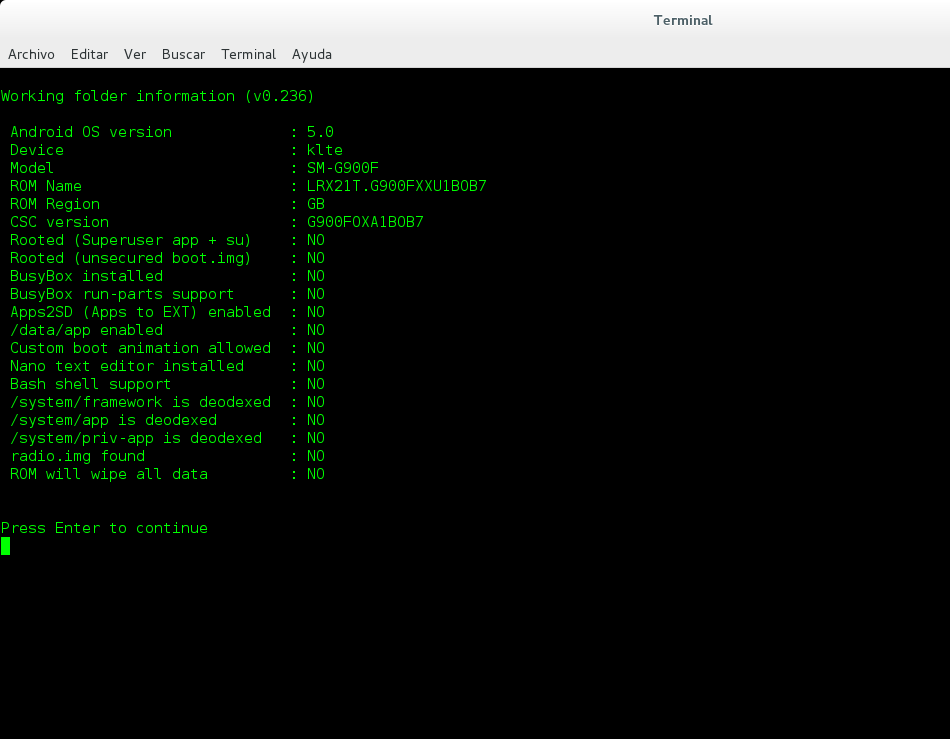 Terminal
Archivo Editar Ver Buscar Terminal Ayuda
Working folder information (v0.236)
Android OS version : 5.0
Device : klte
Model : SM-G900F
ROM Name : LRX21T.G900FXXU1BOB7
ROM Region : GB
CSC version : G900FOXA1BOB7
Rooted (Superuser app + su) : NO
Rooted (unsecured boot.img) : NO
BusyBox installed : NO
BusyBox run-parts support : NO
Apps2SD (Apps to EXT) enabled : NO
/data/app enabled : NO
Custom boot animation allowed : NO
Nano text editor installed : NO
Bash shell support : NO
/system/framework is deodexed : NO
/system/app is deodexed : NO
/system/priv-app is deodexed : NO
radio.img found : NO
ROM will wipe all data : NO
Press Enter to continue